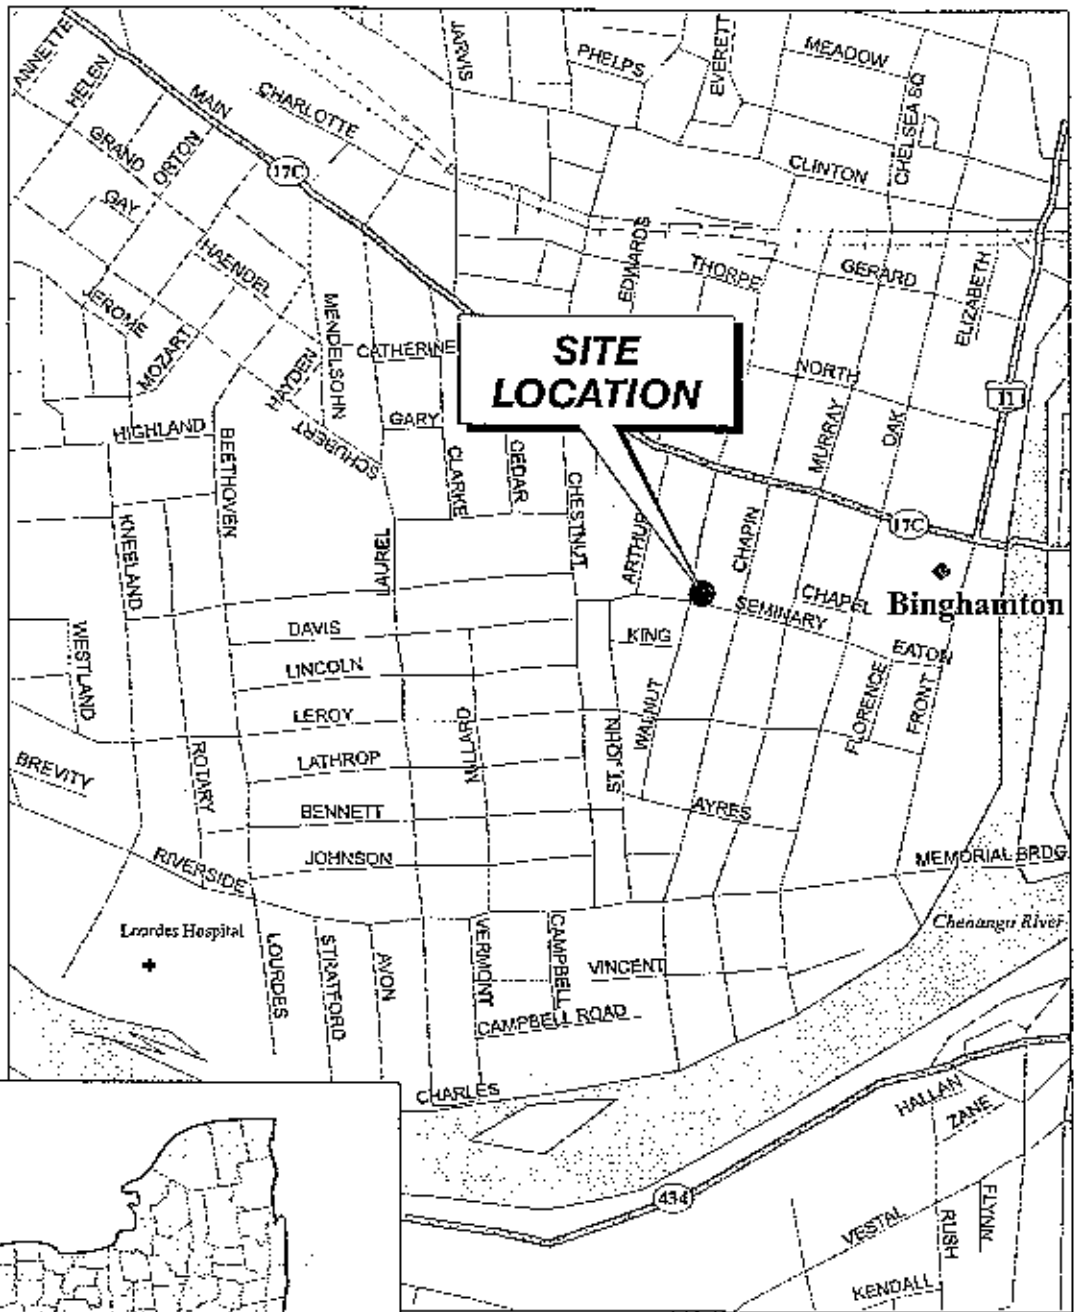 ANNETTE
HELEN
MAIN
CHARLOTTE
JARVIS
PHELPS
EVERETT
MEADOW
CHELSEA SQ
GRAND
ORTON
17C
CLINTON
GAY
HAENDEL
EDWARDS
THORPE
GERARD
ELIZABETH
JEROME
MOZART
HAYDEN
MENDELSOHN
CATHERINE
SITE
LOCATION
NORTH
11
HIGHLAND
BEETHOVEN
SCHUBERT
GARY
CLARKE
CEDAR
CHESTNUT
MURRAY
OAK
17C
KNEELAND
LAUREL
ARTHUR
CHAPIN
CHAPEL
Binghamton
SEMINARY
WESTLAND
DAVIS
KING
EATON
LINCOLN
LEROY
WILLARD
ST. JOHN
WALNUT
FLORENCE
FRONT
BREVITY
ROTARY
LATHROP
BENNETT
AYRES
RIVERSIDE
JOHNSON
MEMORIAL BRDG
Lourdes Hospital
LOURDES
STRATFORD
AVON
VERMONT
CAMPBELL
VINCENT
Chenango River
CAMPBELL ROAD
CHARLES
HALLAN
ZANE
434
VESTAL
RUSH
FLYNN
KENDALL